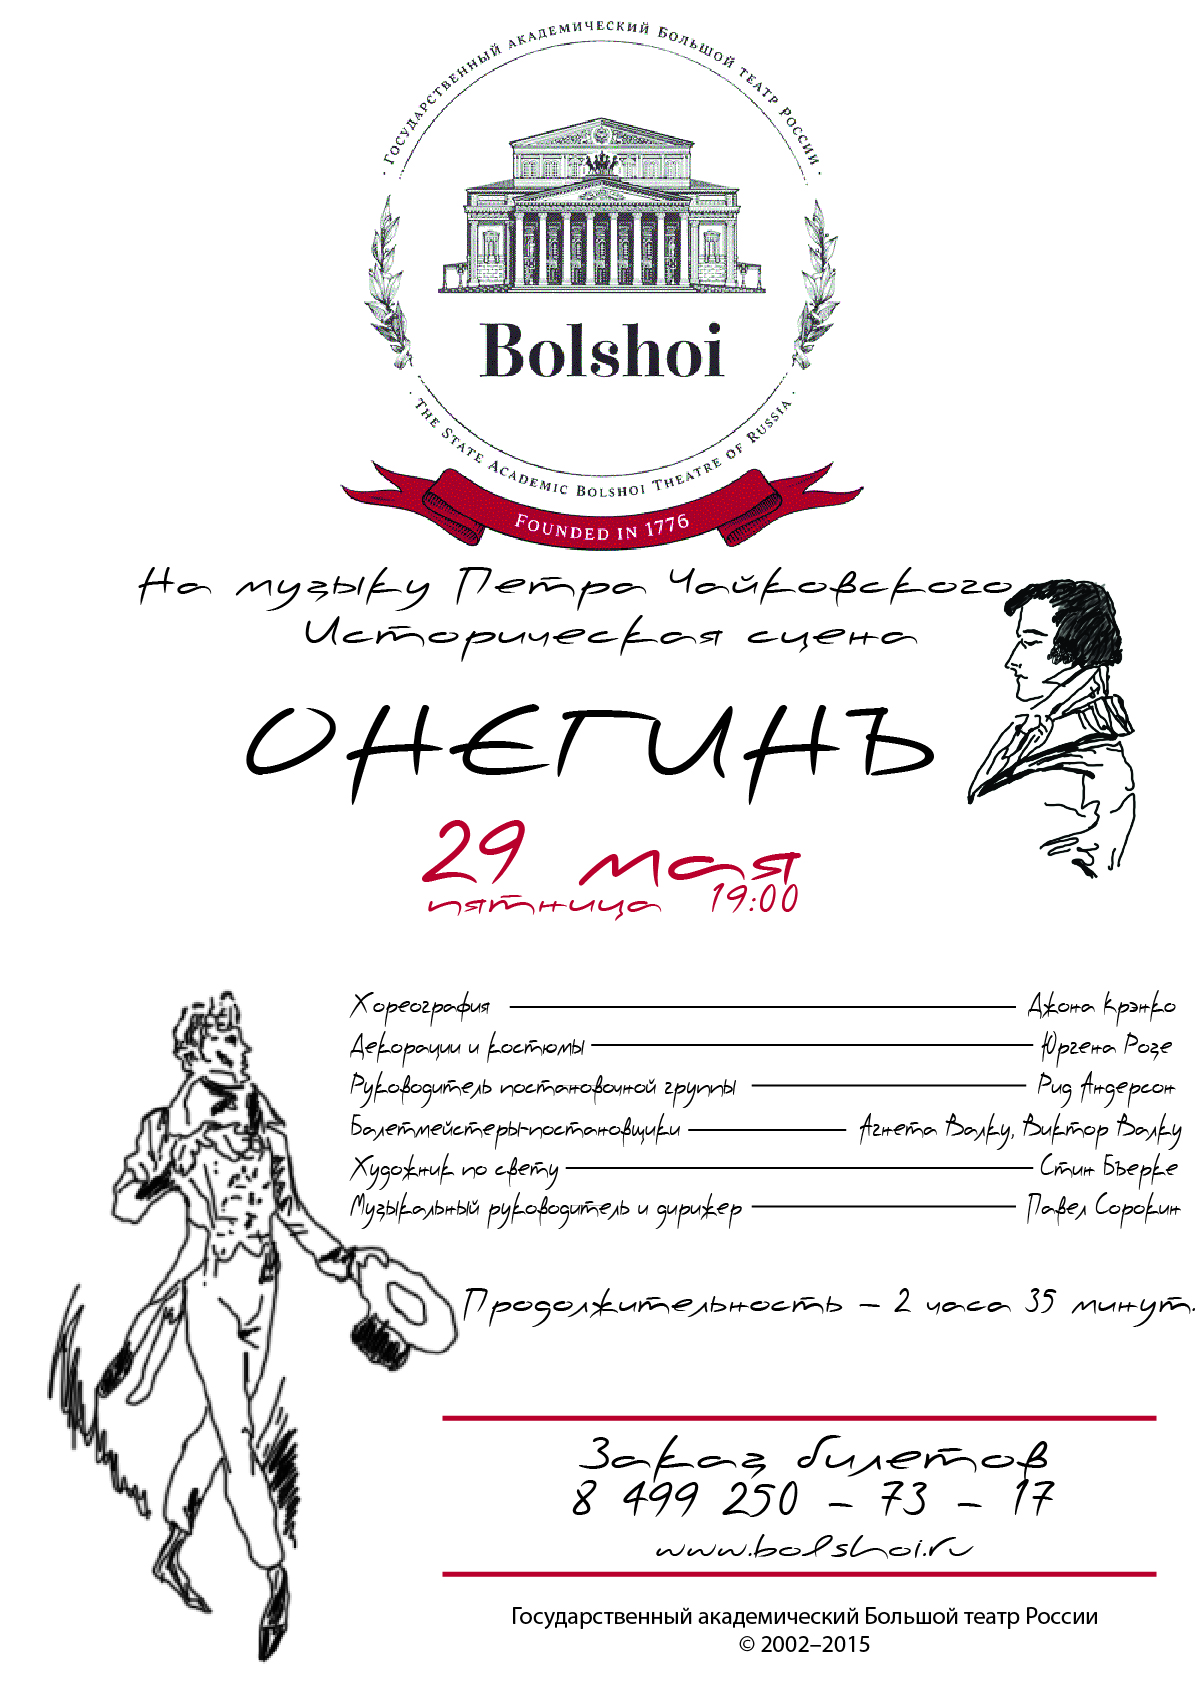 · Государственный академический Большой театр России ·
Bolshoi
· The State Academic Bolshoi Theatre of Russia ·
Founded in 1776
На музыку Петра Чайковского
Историческая сцена
ОНЕГИНЪ
29 мая
пятница 19:00
Хореография Джона Крэнко
Декорации и костюмы Юргена Розе
Руководитель постановочной группы Рид Андерсон
Балетмейстеры-постановщики Агнета Валку, Виктор Валку
Художник по свету Стин Бьерке
Музыкальный руководитель и дирижер Павел Сорокин
Продолжительность – 2 часа 35 минут.
Заказ билетов
8 499 250 – 73 – 17
www.bolshoi.ru
Государственный академический Большой театр России
© 2002–2015